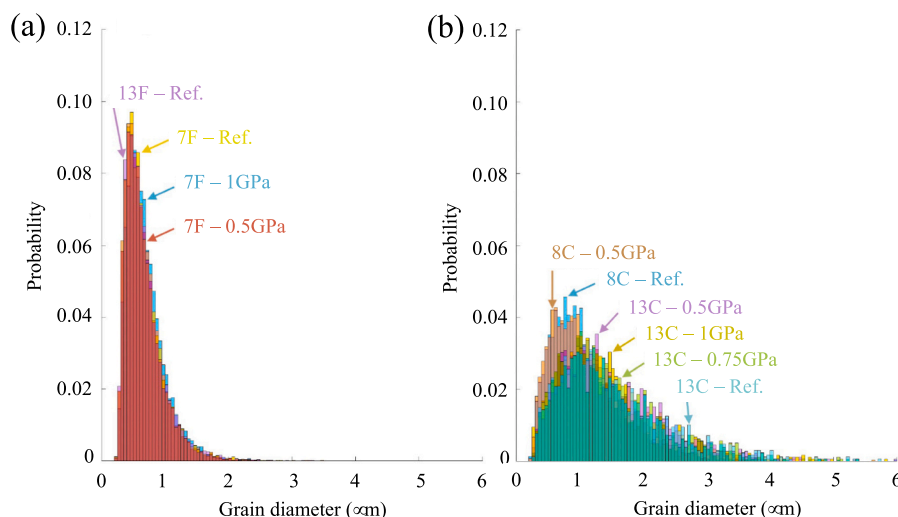 (a)
0.12
0.10
0.08
0.06
0.04
0.02
0
Probability
13F – Ref.
7F – Ref.
7F – 1GPa
7F – 0.5GPa
0 1 2 3 4 5 6
Grain diameter (∝m)
(b)
0.12
0.10
0.08
0.06
0.04
0.02
0
Probability
8C – 0.5GPa
8C – Ref.
13C – 0.5GPa
13C – 1GPa
13C – 0.75GPa
13C – Ref.
0 1 2 3 4 5 6
Grain diameter (∝m)